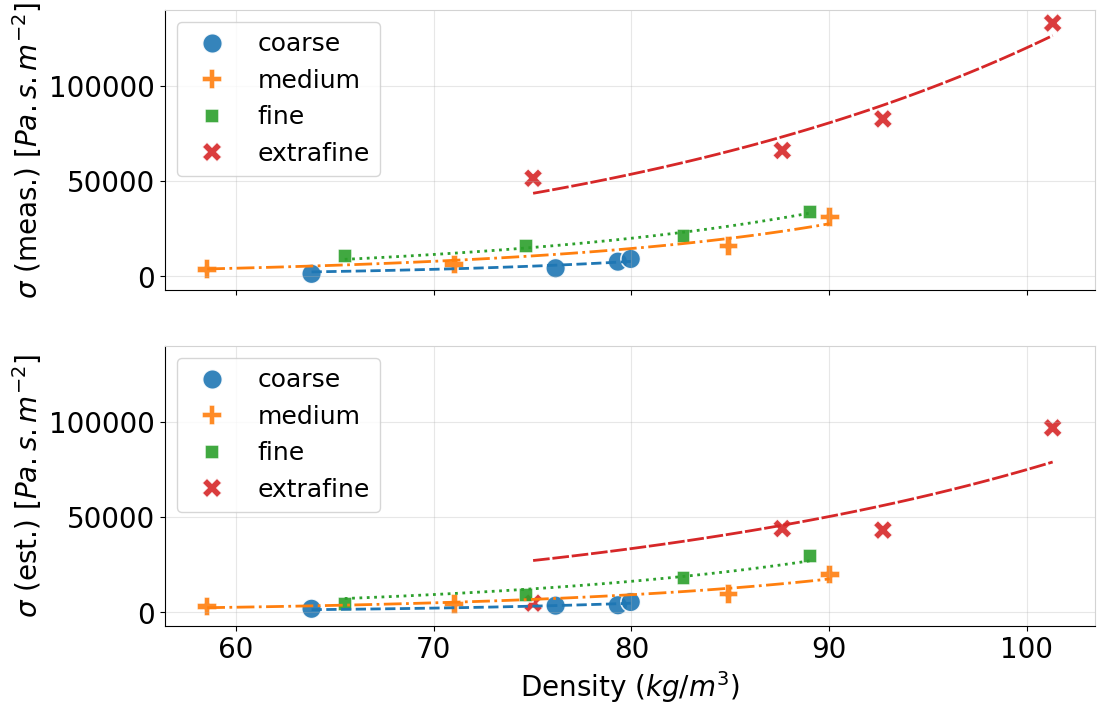 σ (meas.) [Pa.s.m⁻²]
100000
50000
0
coarse
medium
fine
extrafine
σ (est.) [Pa.s.m⁻²]
100000
50000
0
coarse
medium
fine
extrafine
60 70 80 90 100
Density (kg/m³)